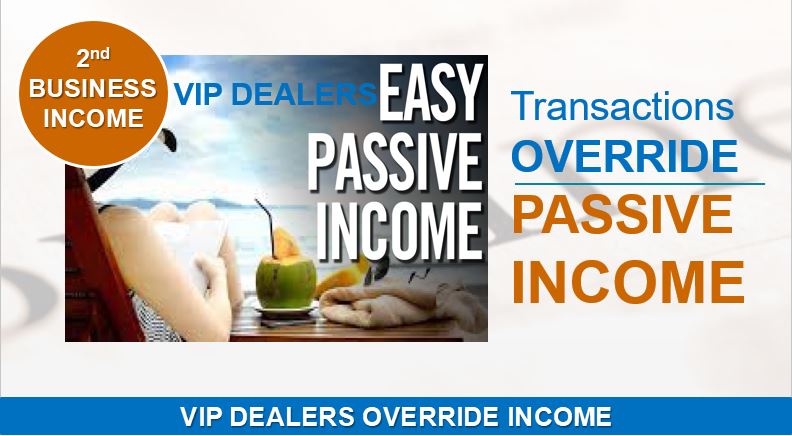 2nd
BUSINESS
INCOME
VIP DEALERS
EASY
PASSIVE
INCOME
Transactions
OVERRIDE
PASSIVE
INCOME
VIP DEALERS OVERRIDE INCOME